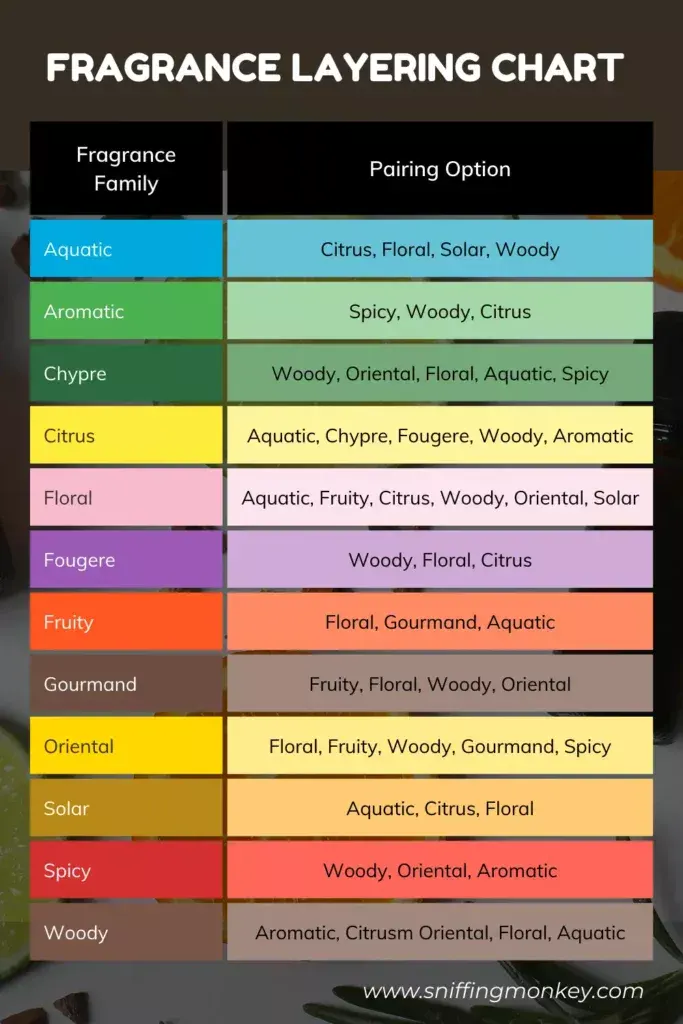 FRAGRANCE LAYERING CHART
Fragrance
Family
Pairing Option
Aquatic
Citrus, Floral, Solar, Woody
Aromatic
Spicy, Woody, Citrus
Chypre
Woody, Oriental, Floral, Aquatic, Spicy
Citrus
Aquatic, Chypre, Fougere, Woody, Aromatic
Floral
Aquatic, Fruity, Citrus, Woody, Oriental, Solar
Fougere
Woody, Floral, Citrus
Fruity
Floral, Gourmand, Aquatic
Gourmand
Fruity, Floral, Woody, Oriental
Oriental
Floral, Fruity, Woody, Gourmand, Spicy
Solar
Aquatic, Citrus, Floral
Spicy
Woody, Oriental, Aromatic
Woody
Aromatic, Citrusm Oriental, Floral, Aquatic
www.sniffingmonkey.com